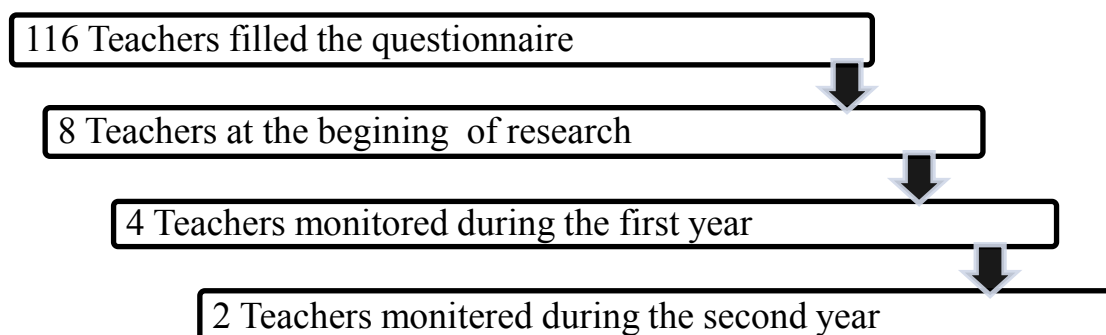 116 Teachers filled the questionnaire
8 Teachers at the begining of research
4 Teachers monitored during the first year
2 Teachers monitered during the second year